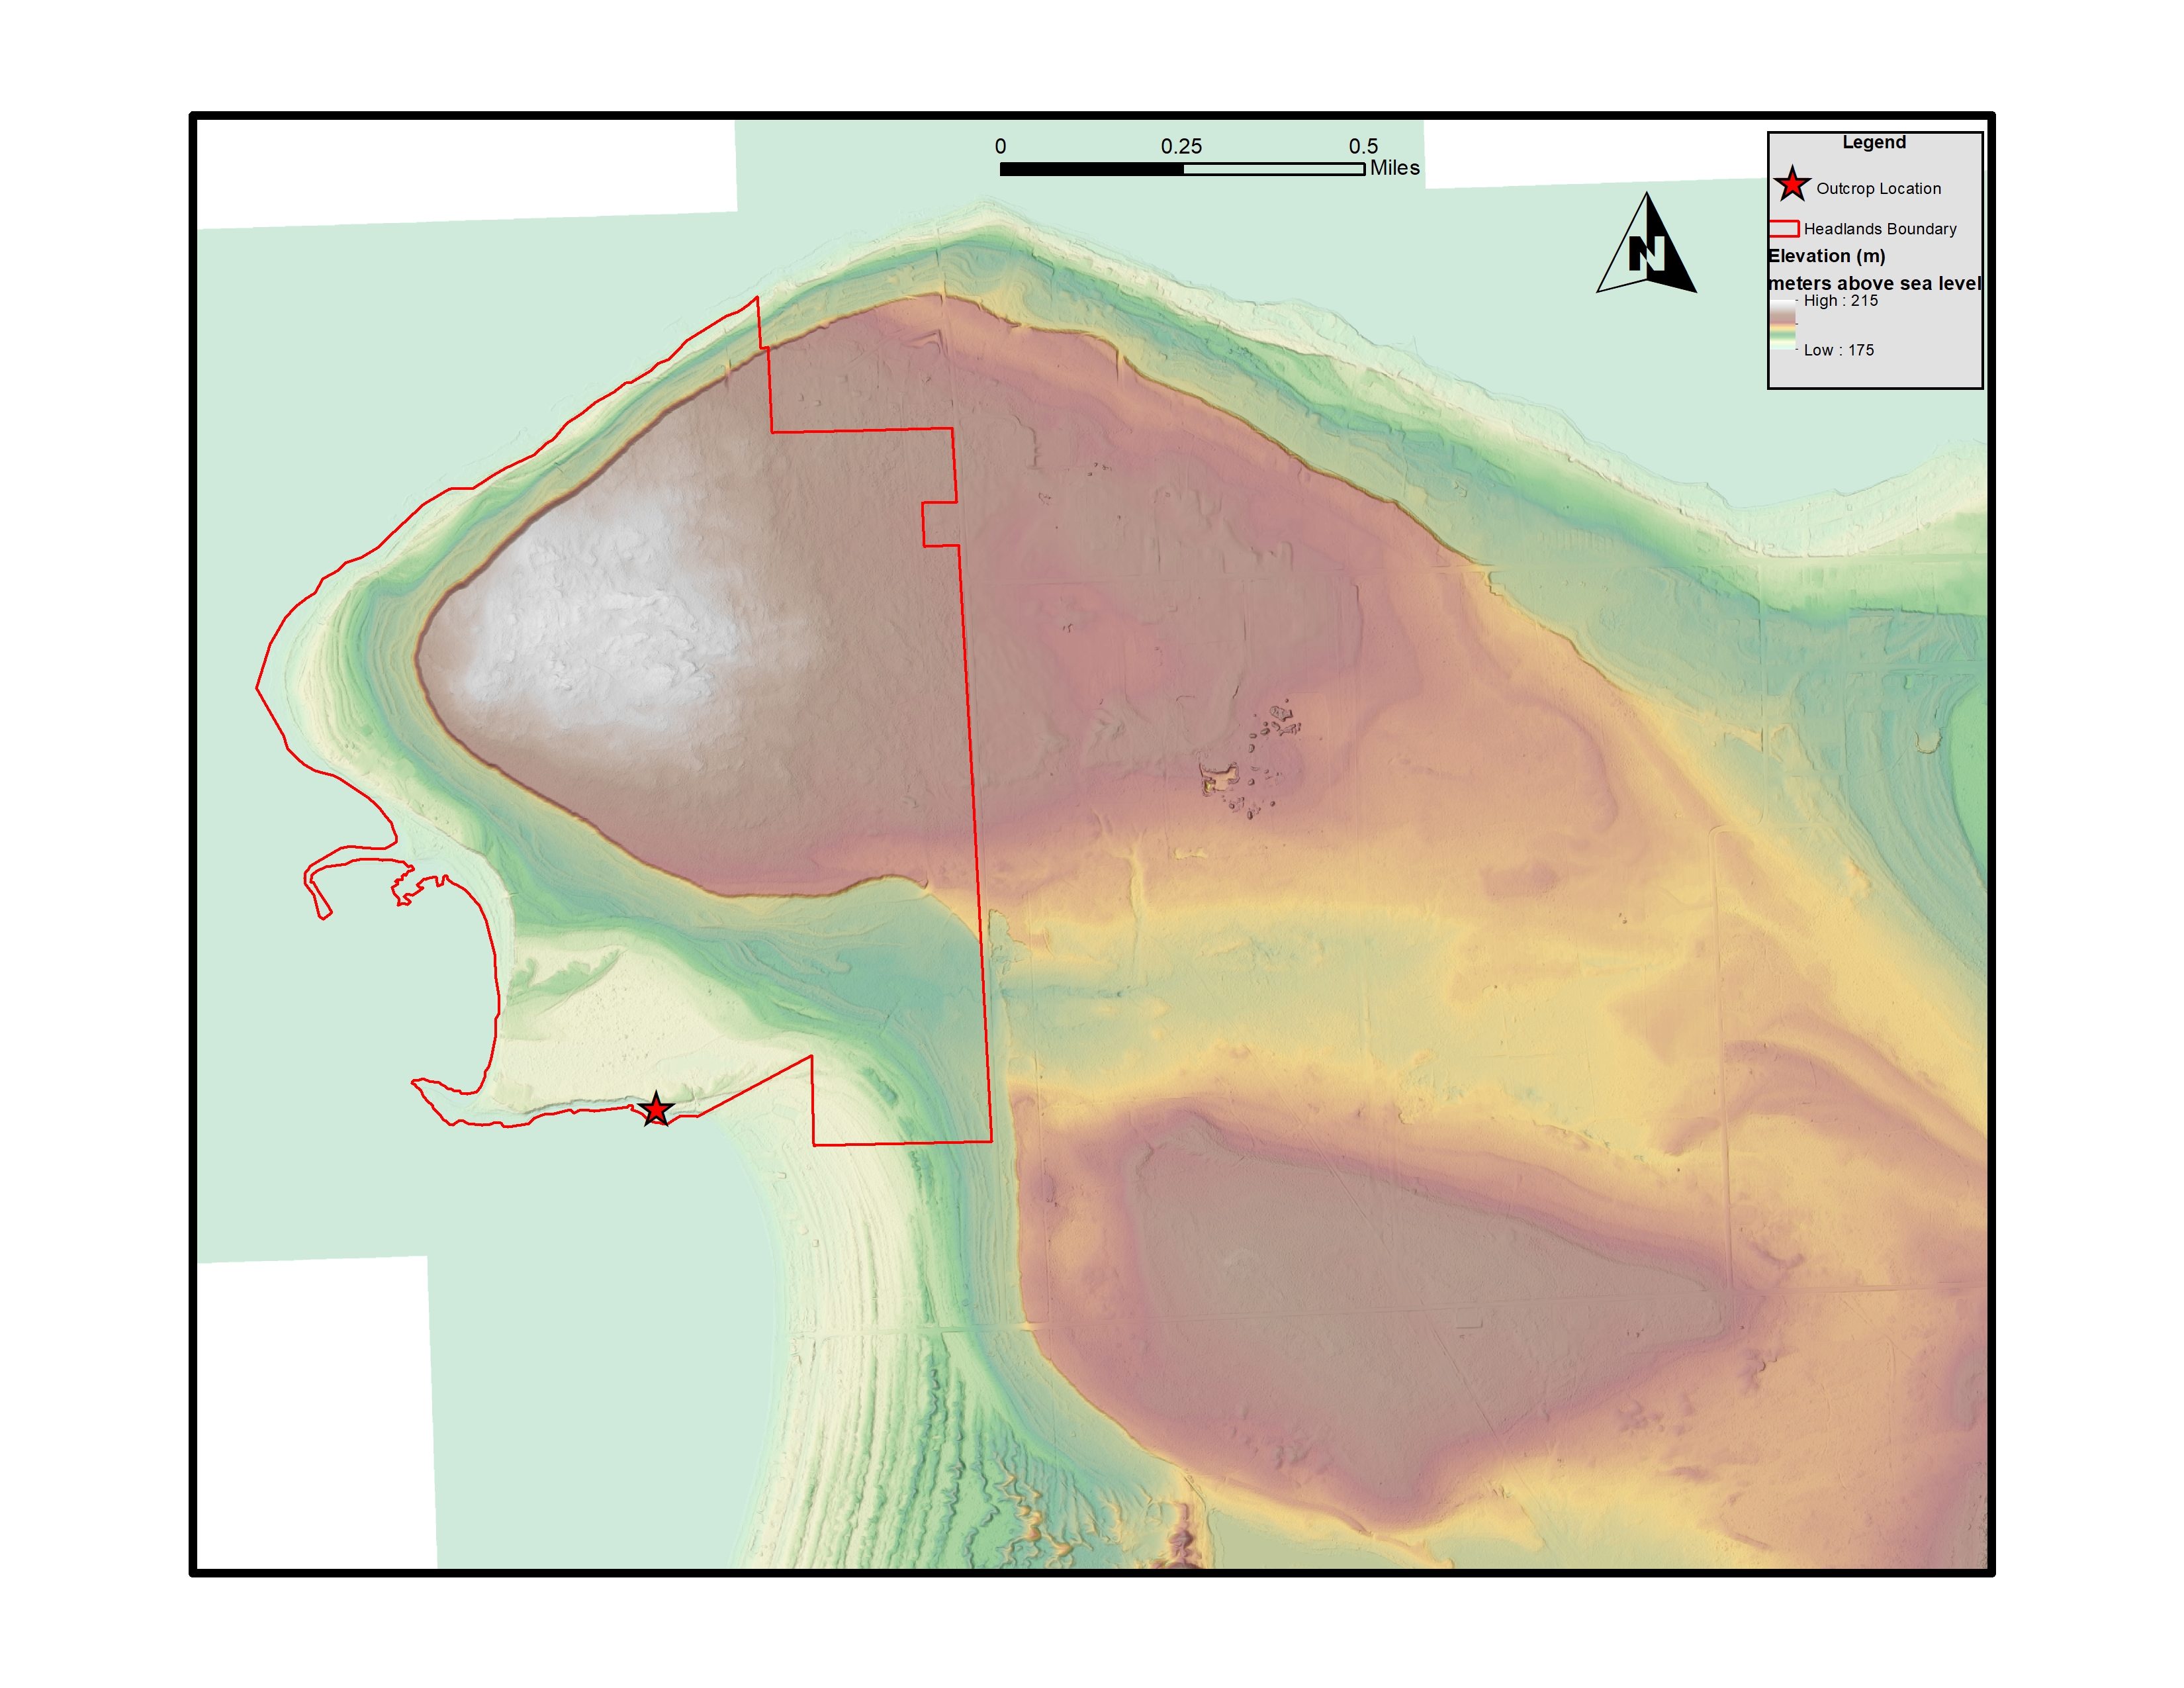 0 0.25 0.5
Miles
N
Legend
Outcrop Location
Headlands Boundary
Elevation (m)
meters above sea level
High : 215
Low : 175